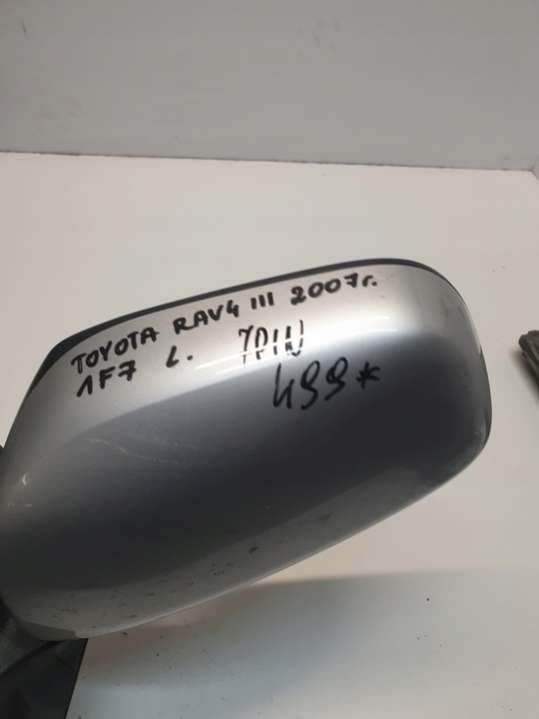 TOYOTA RAV4 III 2007r.
1F7 L. 7PIN
499*